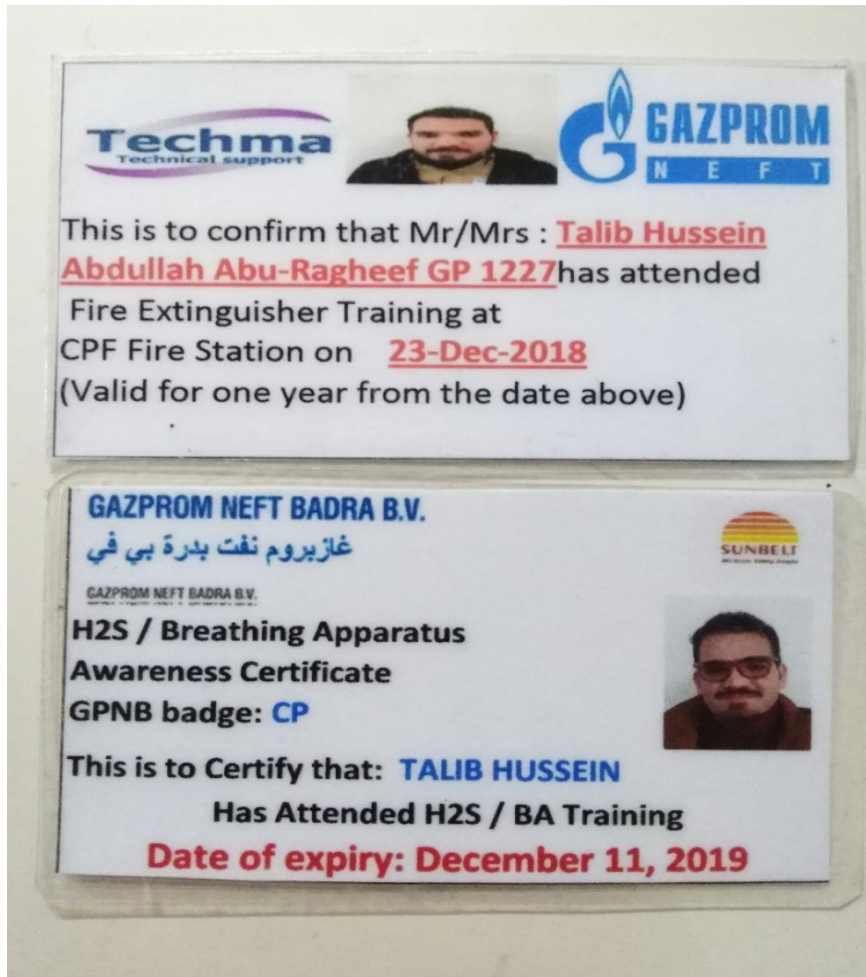 Techma
Technical support
GAZPROM
NEFT
This is to confirm that Mr/Mrs : Talib Hussein
Abdullah Abu-Ragheef GP 1227has attended
Fire Extinguisher Training at
CPF Fire Station on 23-Dec-2018
(Valid for one year from the date above)
GAZPROM NEFT BADRA B.V.
غازبروم نفت بدرة بي في
SUNBELT
GAZPROM NEFT BADRA B.V.
H2S / Breathing Apparatus
Awareness Certificate
GPNB badge: CP
This is to Certify that: TALIB HUSSEIN
Has Attended H2S / BA Training
Date of expiry: December 11, 2019